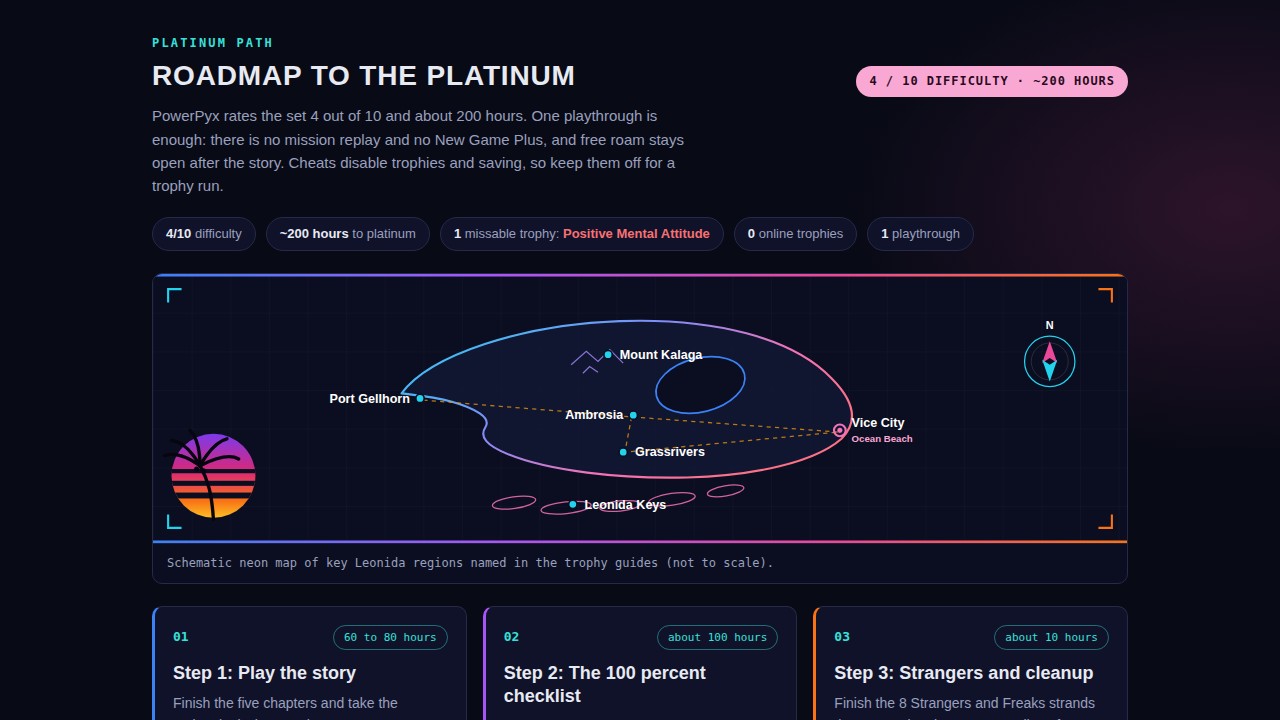 PLATINUM PATH
ROADMAP TO THE PLATINUM
4 / 10 DIFFICULTY · ~200 HOURS
PowerPyx rates the set 4 out of 10 and about 200 hours. One playthrough is
enough: there is no mission replay and no New Game Plus, and free roam stays
open after the story. Cheats disable trophies and saving, so keep them off for a
trophy run.
4/10 difficulty
~200 hours to platinum
1 missable trophy: Positive Mental Attitude
0 online trophies
1 playthrough
N
Mount Kalaga
Port Gellhorn
Ambrosia
Vice City
Ocean Beach
Grassrivers
Leonida Keys
Schematic neon map of key Leonida regions named in the trophy guides (not to scale).
01
60 to 80 hours
Step 1: Play the story
Finish the five chapters and take the
02
about 100 hours
Step 2: The 100 percent
checklist
03
about 10 hours
Step 3: Strangers and cleanup
Finish the 8 Strangers and Freaks strands